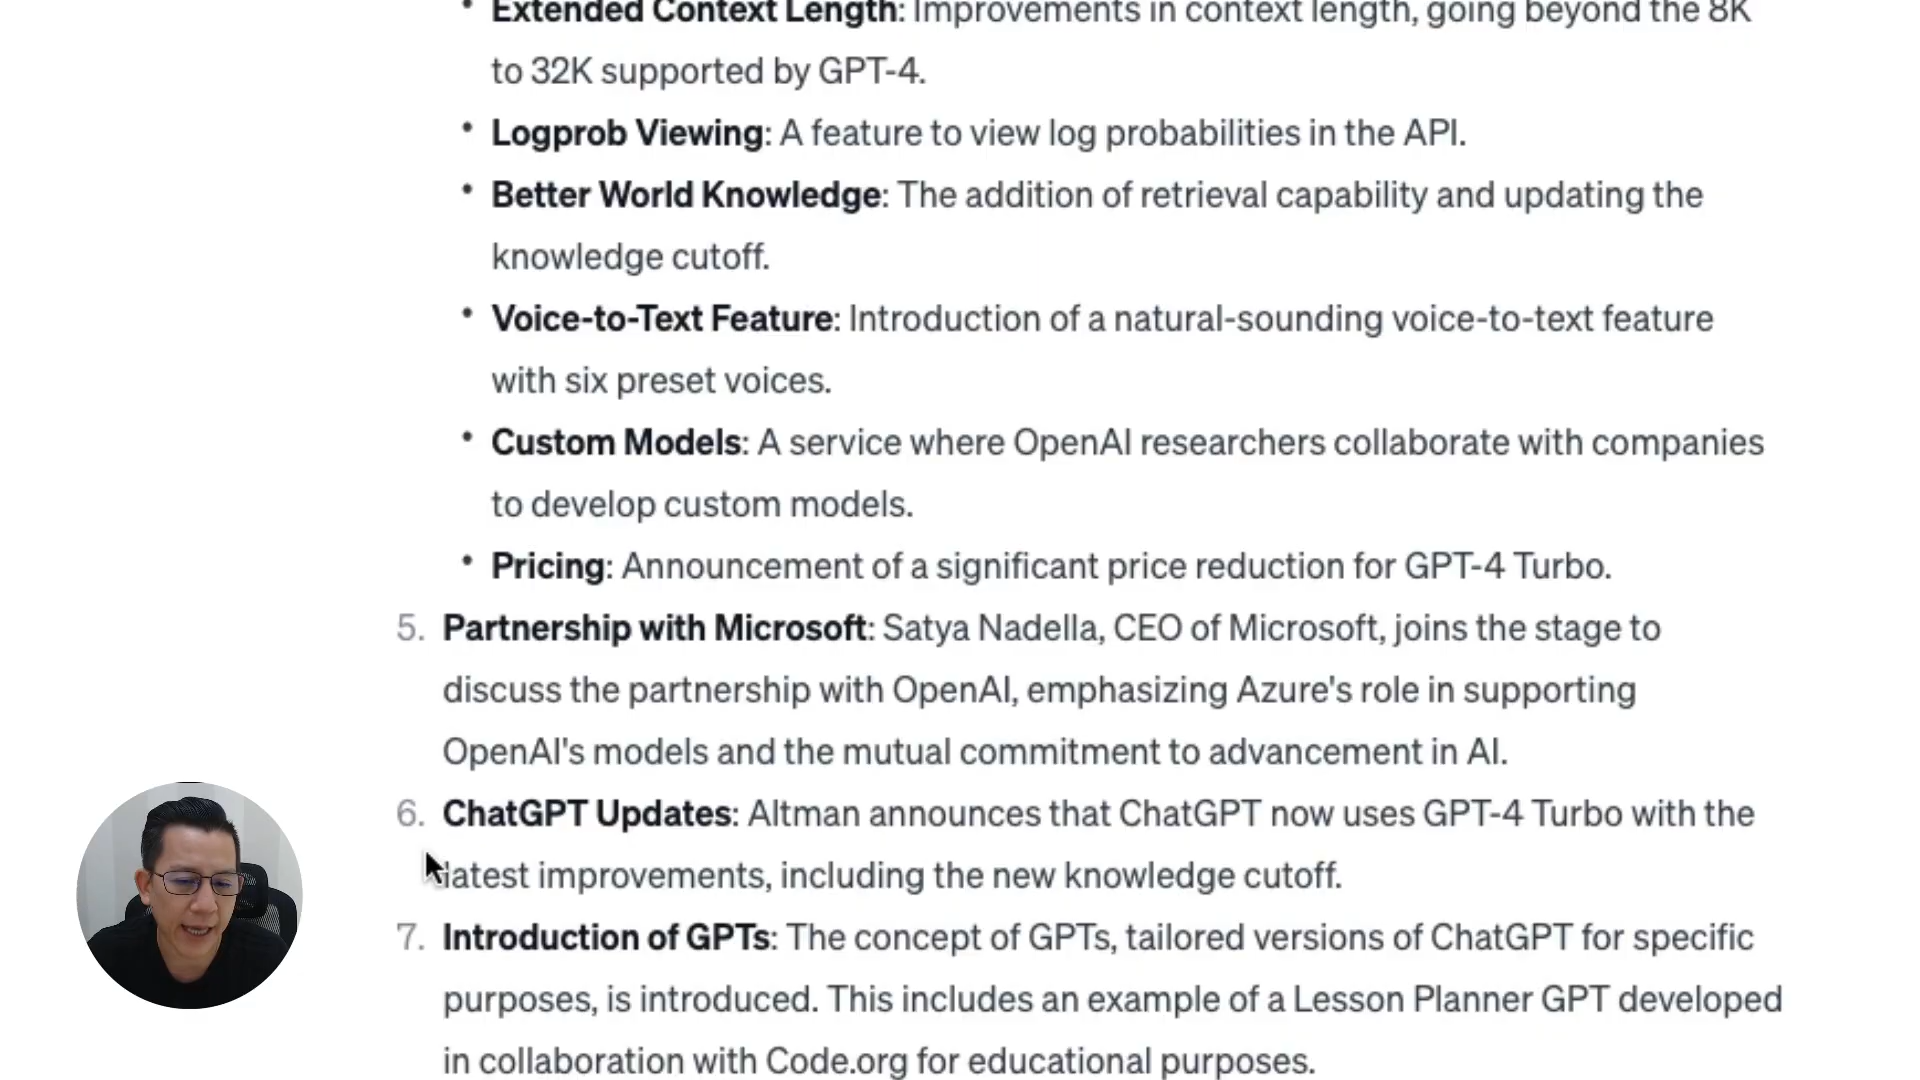 • Extended Context Length: Improvements in context length, going beyond the 8K
to 32K supported by GPT-4.
• Logprob Viewing: A feature to view log probabilities in the API.
• Better World Knowledge: The addition of retrieval capability and updating the
knowledge cutoff.
• Voice-to-Text Feature: Introduction of a natural-sounding voice-to-text feature
with six preset voices.
• Custom Models: A service where OpenAI researchers collaborate with companies
to develop custom models.
• Pricing: Announcement of a significant price reduction for GPT-4 Turbo.
5. Partnership with Microsoft: Satya Nadella, CEO of Microsoft, joins the stage to
discuss the partnership with OpenAI, emphasizing Azure's role in supporting
OpenAI's models and the mutual commitment to advancement in AI.
6. ChatGPT Updates: Altman announces that ChatGPT now uses GPT-4 Turbo with the
latest improvements, including the new knowledge cutoff.
7. Introduction of GPTs: The concept of GPTs, tailored versions of ChatGPT for specific
purposes, is introduced. This includes an example of a Lesson Planner GPT developed
in collaboration with Code.org for educational purposes.